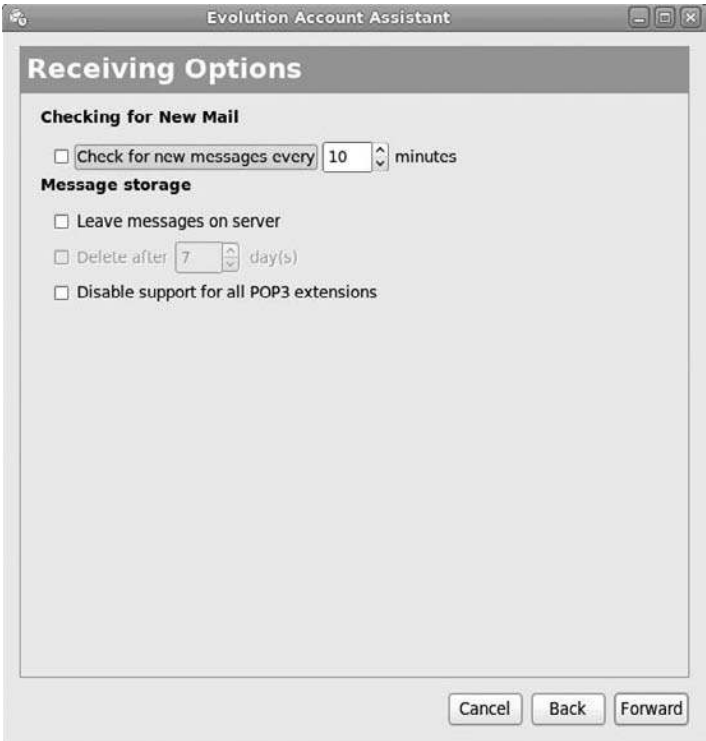 Evolution Account Assistant
Receiving Options
Checking for New Mail
Check for new messages every 10 minutes
Message storage
Leave messages on server
Delete after 7 day(s)
Disable support for all POP3 extensions
Cancel Back Forward